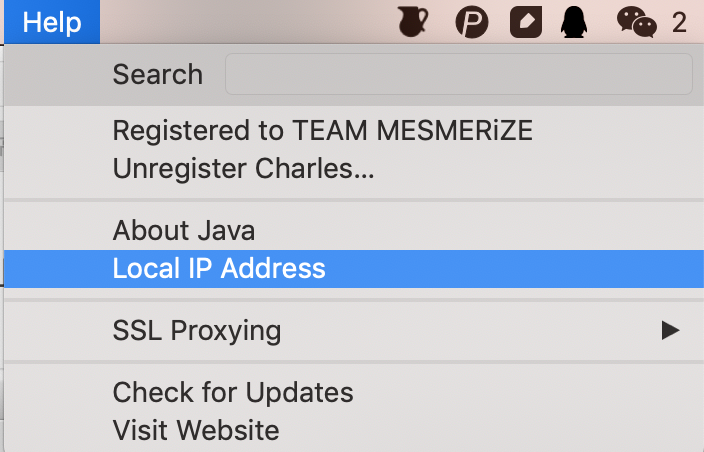 Help
2
Search
Registered to TEAM MESMERiZE
Unregister Charles...
About Java
Local IP Address
SSL Proxying
Check for Updates
Visit Website